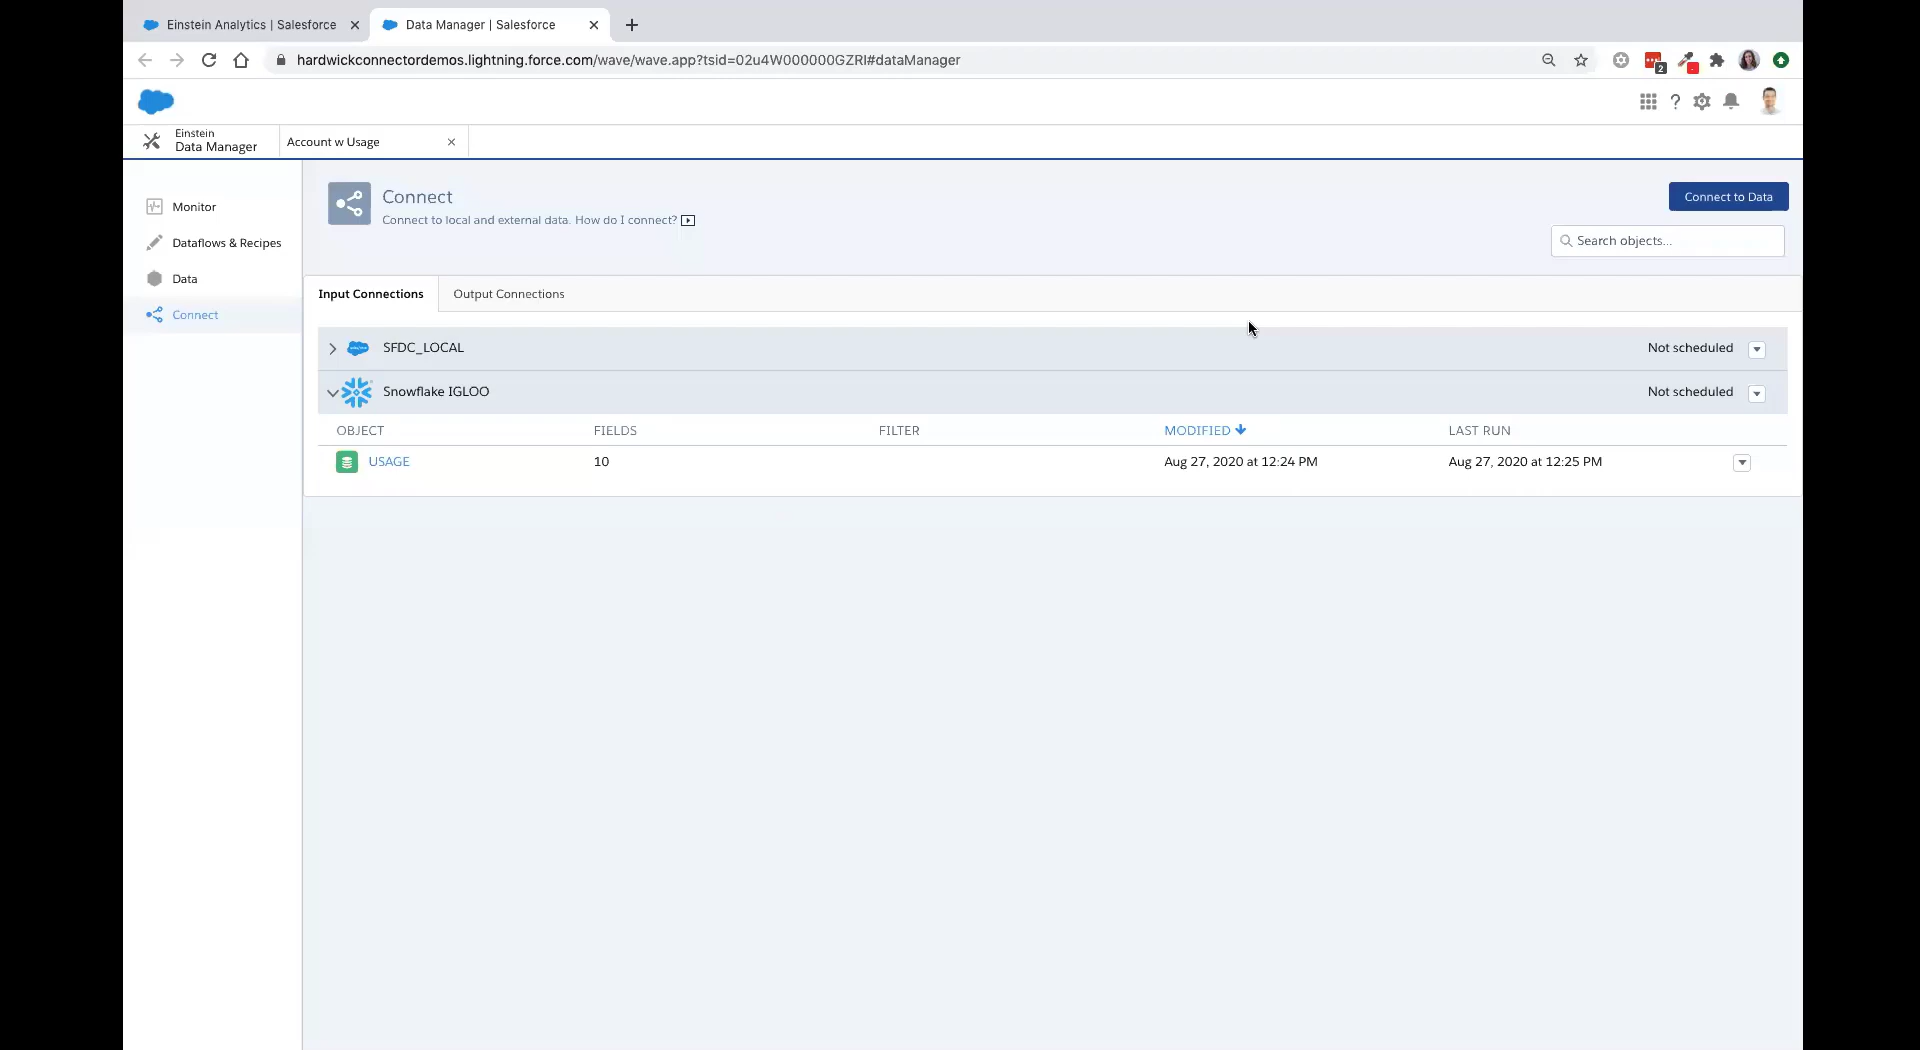 Einstein Analytics | Salesforce
Data Manager | Salesforce
hardwickconnectordemos.lightning.force.com/wave/wave.app?tsid=02u4W000000GZRI#dataManager
2
Einstein
Data Manager
Account w Usage
Monitor
Dataflows & Recipes
Data
Connect
Connect
Connect to local and external data. How do I connect?
Connect to Data
Search objects...
Input Connections
Output Connections
SFDC_LOCAL
Not scheduled
Snowflake IGLOO
Not scheduled
OBJECT FIELDS FILTER MODIFIED LAST RUN
USAGE 10 Aug 27, 2020 at 12:24 PM Aug 27, 2020 at 12:25 PM